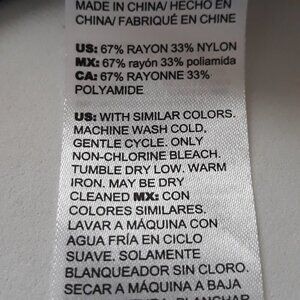 MADE IN CHINA/ HECHO EN
CHINA/ FABRIQUÉ EN CHINE
US: 67% RAYON 33% NYLON
MX: 67% rayón 33% poliamida
CA: 67% RAYONNE 33%
POLYAMIDE
US: WITH SIMILAR COLORS.
MACHINE WASH COLD,
GENTLE CYCLE. ONLY
NON-CHLORINE BLEACH.
TUMBLE DRY LOW. WARM
IRON. MAY BE DRY
CLEANED MX: CON
COLORES SIMILARES.
LAVAR A MÁQUINA CON
AGUA FRÍA EN CICLO
SUAVE. SOLAMENTE
BLANQUEADOR SIN CLORO.
SECAR A MÁQUINA A BAJA